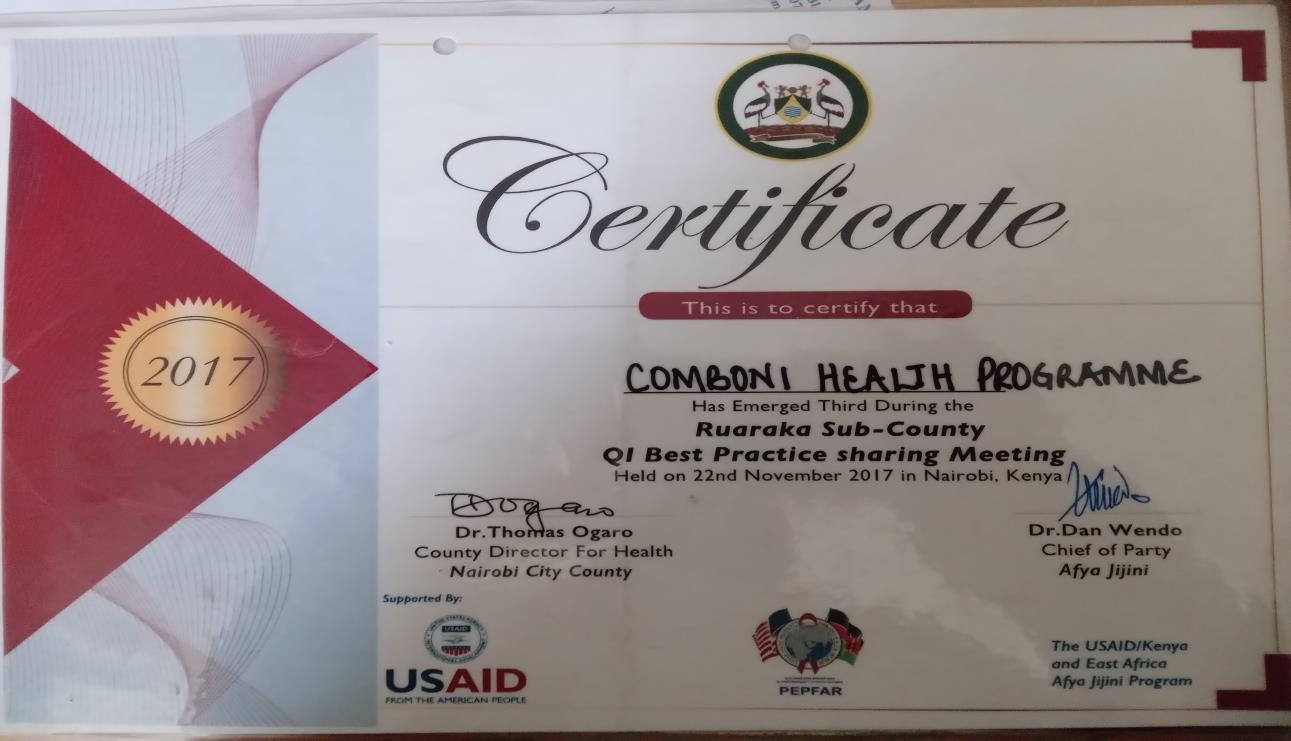 Certificate
This is to certify that
2017
COMBONI HEALTH PROGRAMME
Has Emerged Third During the
Ruaraka Sub-County
QI Best Practice sharing Meeting
Held on 22nd November 2017 in Nairobi, Kenya
Dr.Thomas Ogaro
County Director For Health
Nairobi City County
Dr.Dan Wendo
Chief of Party
Afya Jijini
Supported By:
USAID
USAID
FROM THE AMERICAN PEOPLE
PEPFAR
The USAID/Kenya
and East Africa
Afya Jijini Program